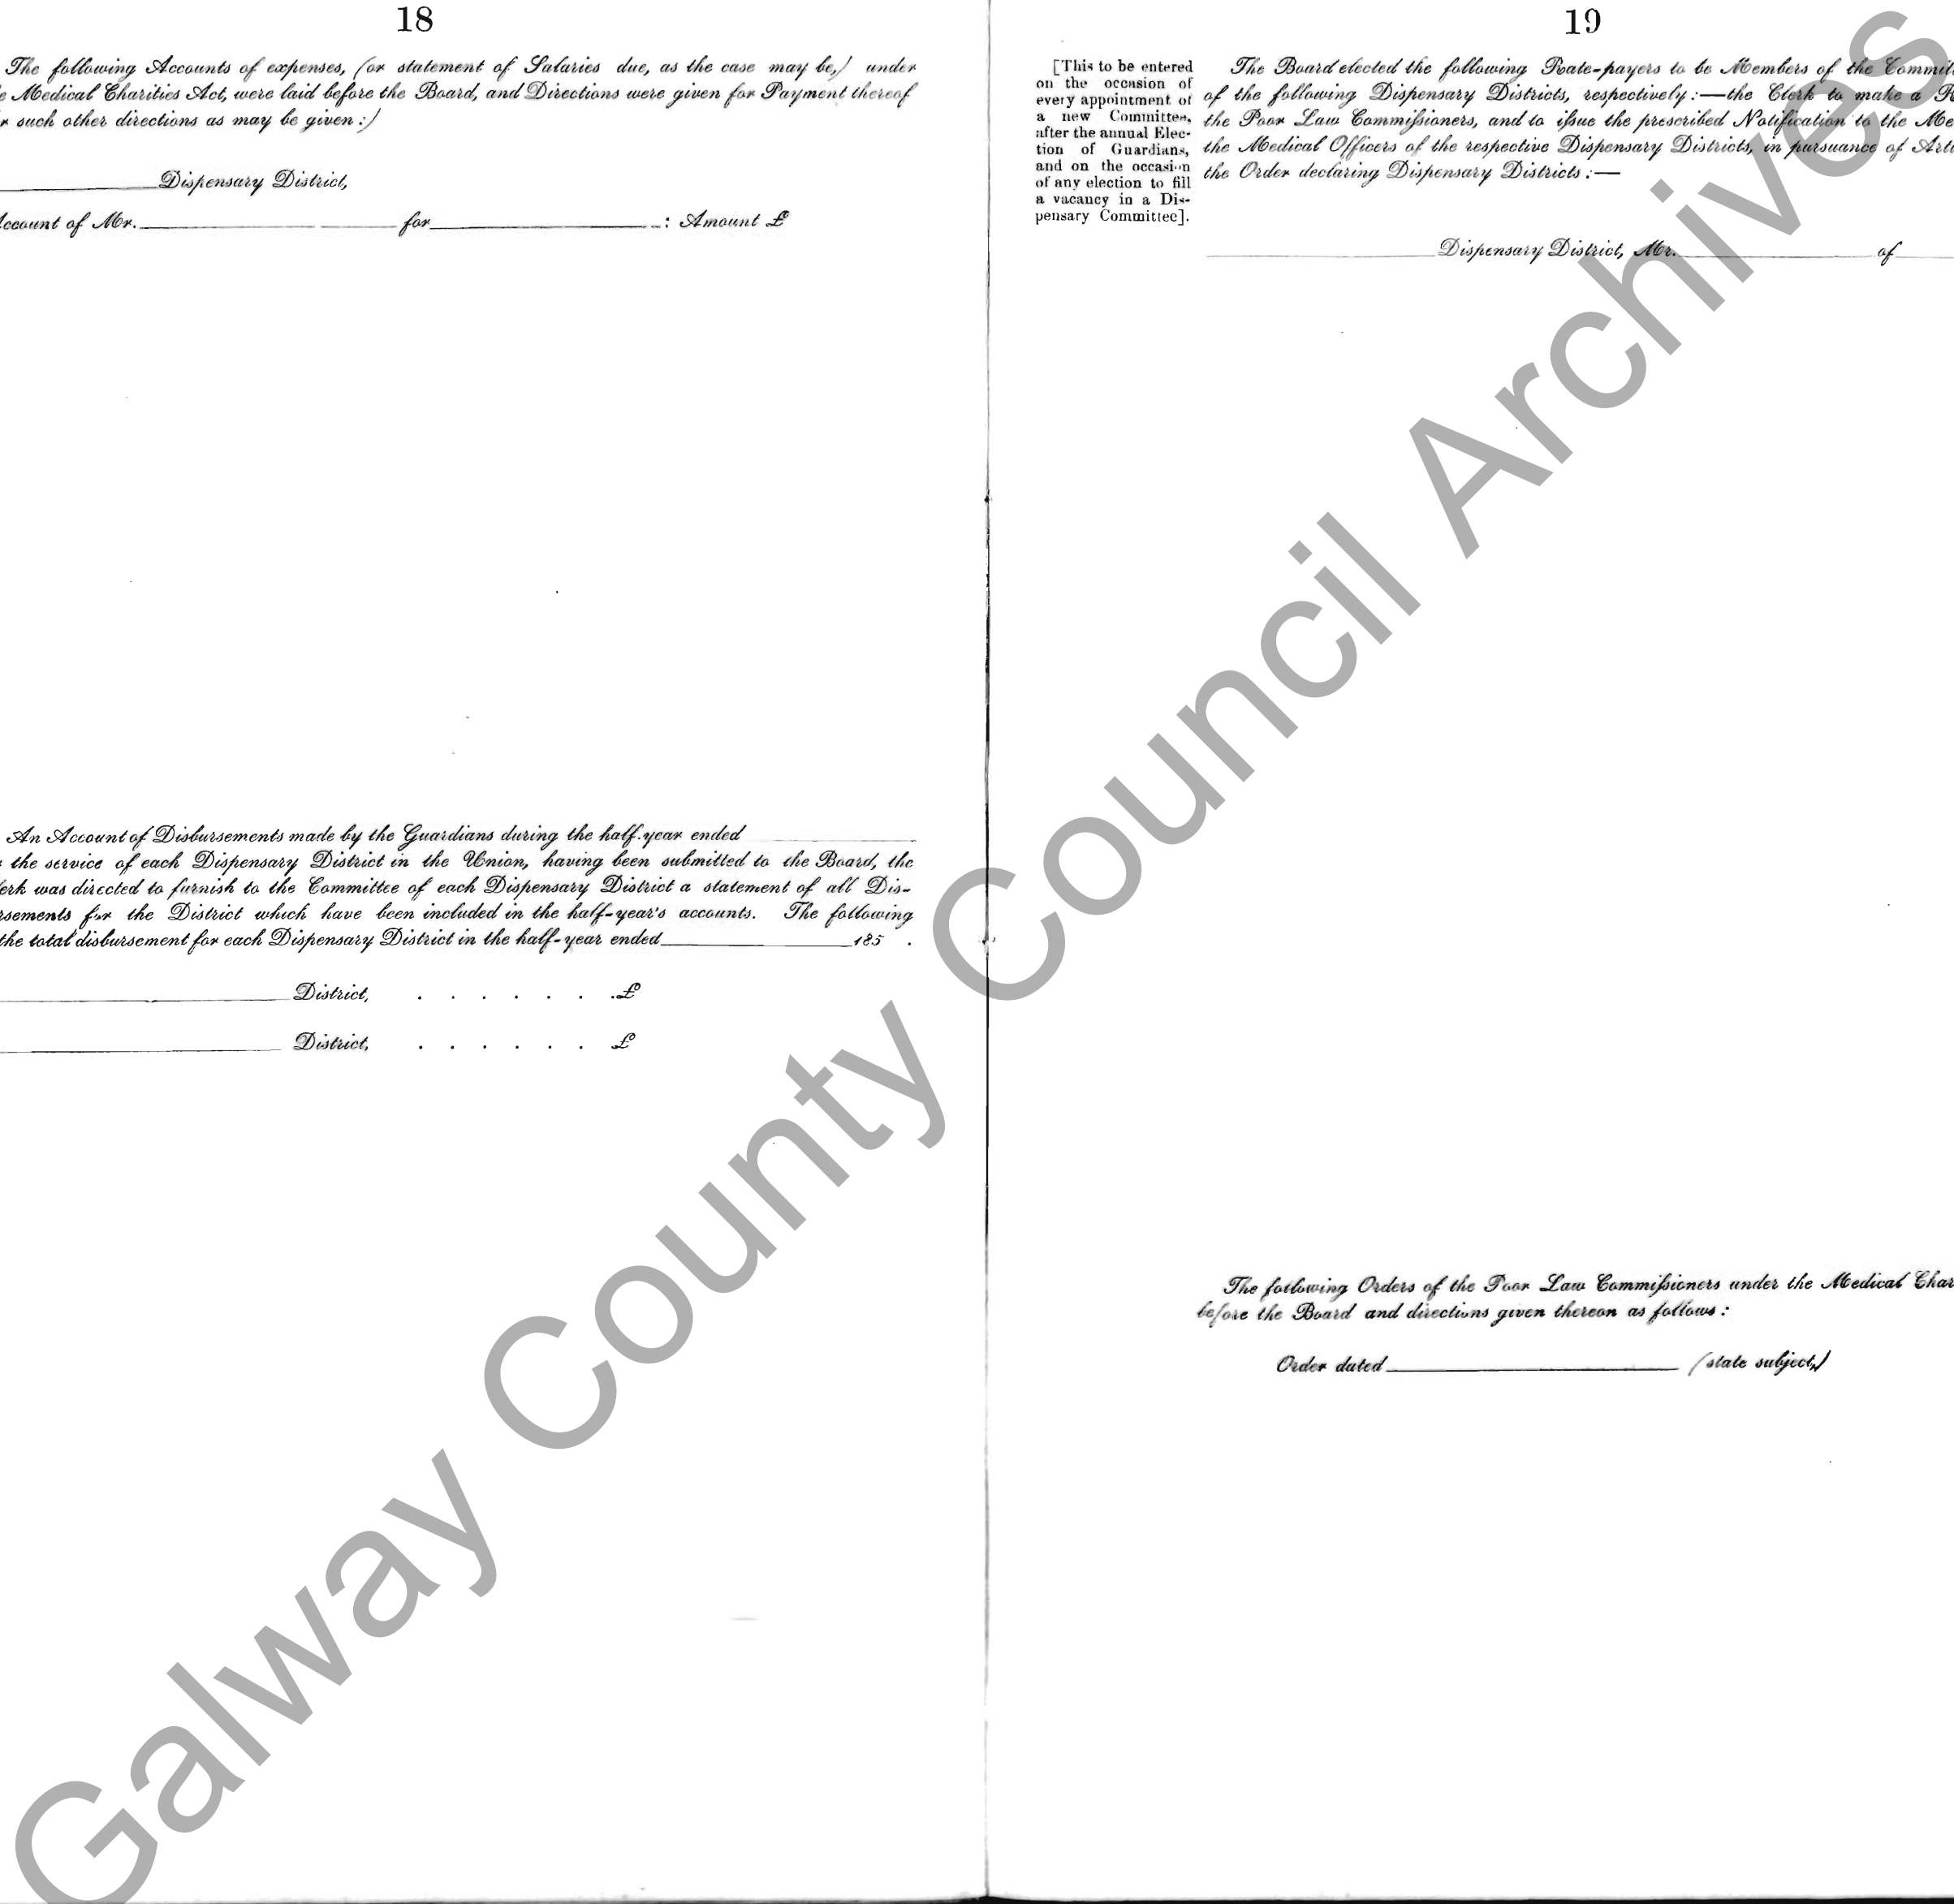 18
The following Accounts of expenses, (or statement of Salaries due, as the case may be,) under
e Medical Charities Act, were laid before the Board, and Directions were given for Payment thereof
r such other directions as may be given :)
Dispensary District,
Account of Mr. for : Amount £
An Account of Disbursements made by the Guardians during the half-year ended
the service of each Dispensary District in the Union, having been submitted to the Board, the
erk was directed to furnish to the Committee of each Dispensary District a statement of all Dis-
rsements for the District which have been included in the half-year's accounts. The following
the total disbursement for each Dispensary District in the half-year ended 185 .
District, . . . . . . . £
District, . . . . . . £
19
[This to be entered
on the occasion of
every appointment of
a new Committee,
after the annual Elec-
tion of Guardians,
and on the occasion
of any election to fill
a vacancy in a Dis-
pensary Committee].
The Board elected the following Rate-payers to be Members of the Commit
of the following Dispensary Districts, respectively :—the Clerk to make a R
the Poor Law Commissioners, and to issue the prescribed Notification to the Me
the Medical Officers of the respective Dispensary Districts, in pursuance of Arti
the Order declaring Dispensary Districts :—
Dispensary District, Mr. of
The following Orders of the Poor Law Commissioners under the Medical Char
before the Board and directions given thereon as follows :
Order dated (state subject,)
Galway County Council Archives